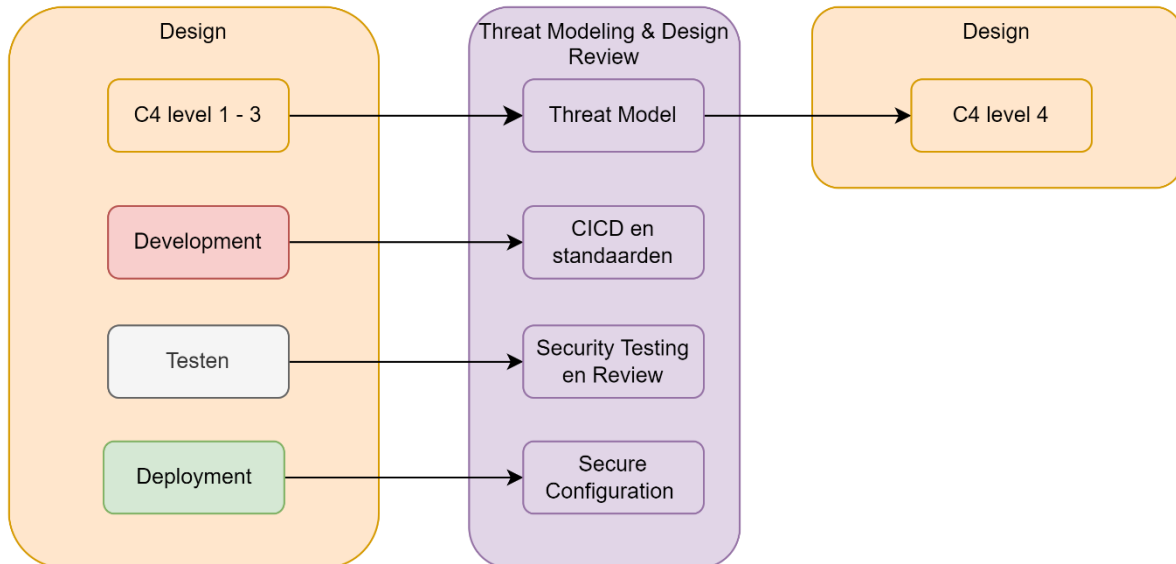 Design
Threat Modeling & Design
Review
Design
C4 level 1 - 3
Threat Model
C4 level 4
Development
CICD en
standaarden
Testen
Security Testing
en Review
Deployment
Secure
Configuration